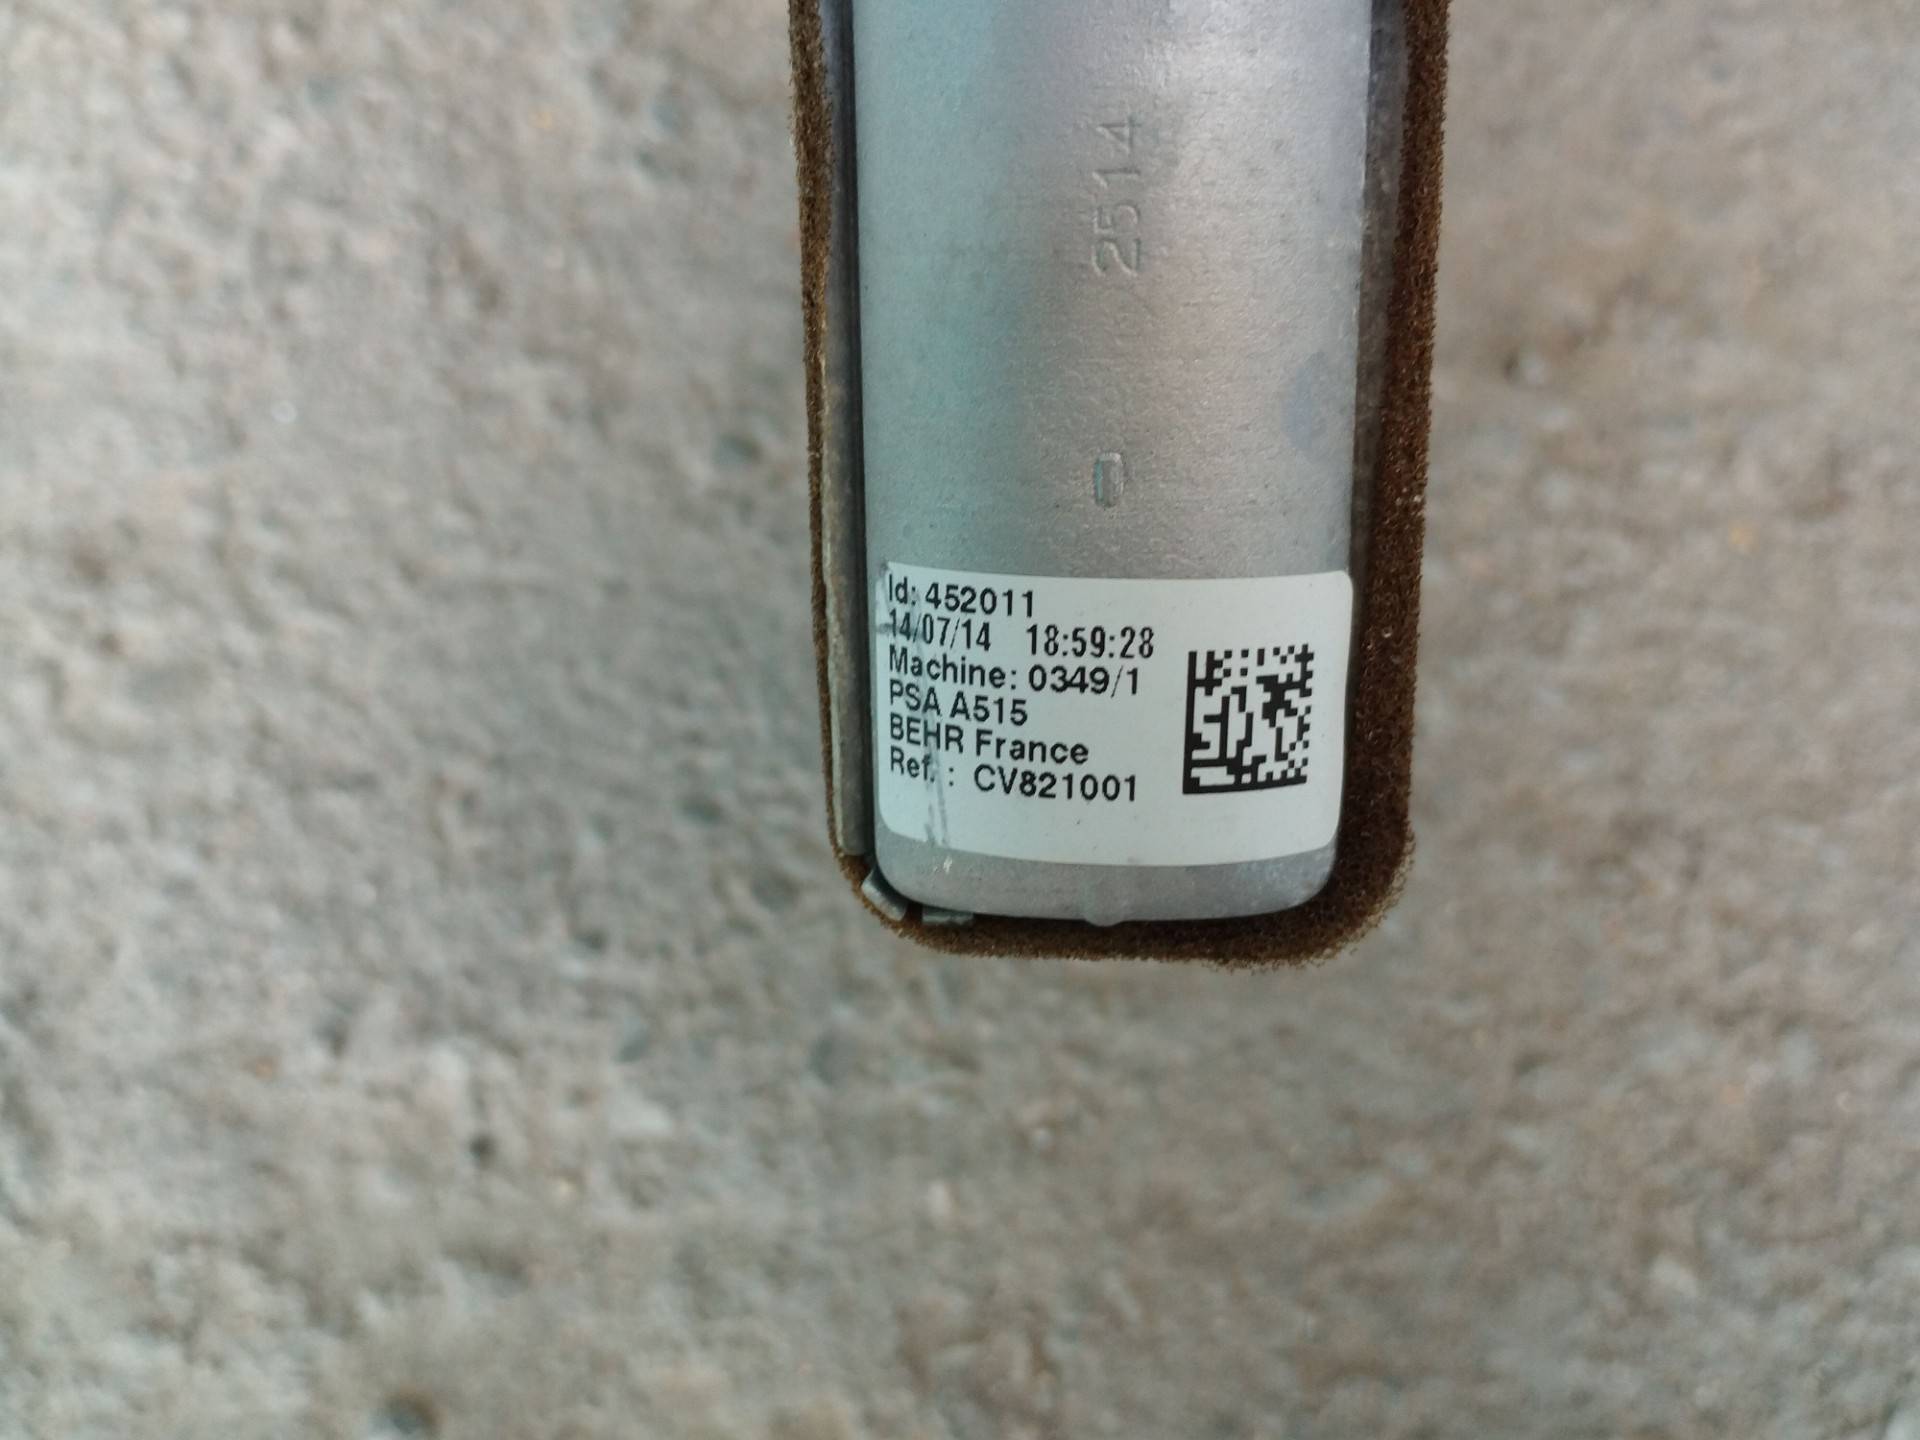 2514
Id: 452011
14/07/14 18:59:28
Machine: 0349/1
PSA A515
BEHR France
Ref. : CV821001